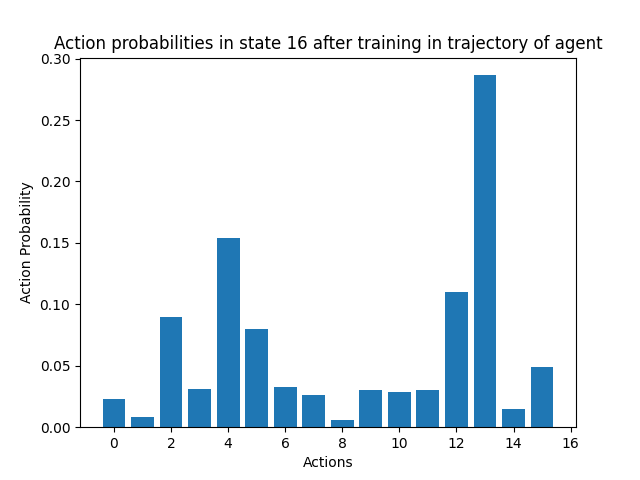 Action probabilities in state 16 after training in trajectory of agent
0.30
0.25
0.20
0.15
0.10
0.05
0.00
Action Probability
0 2 4 6 8 10 12 14 16
Actions